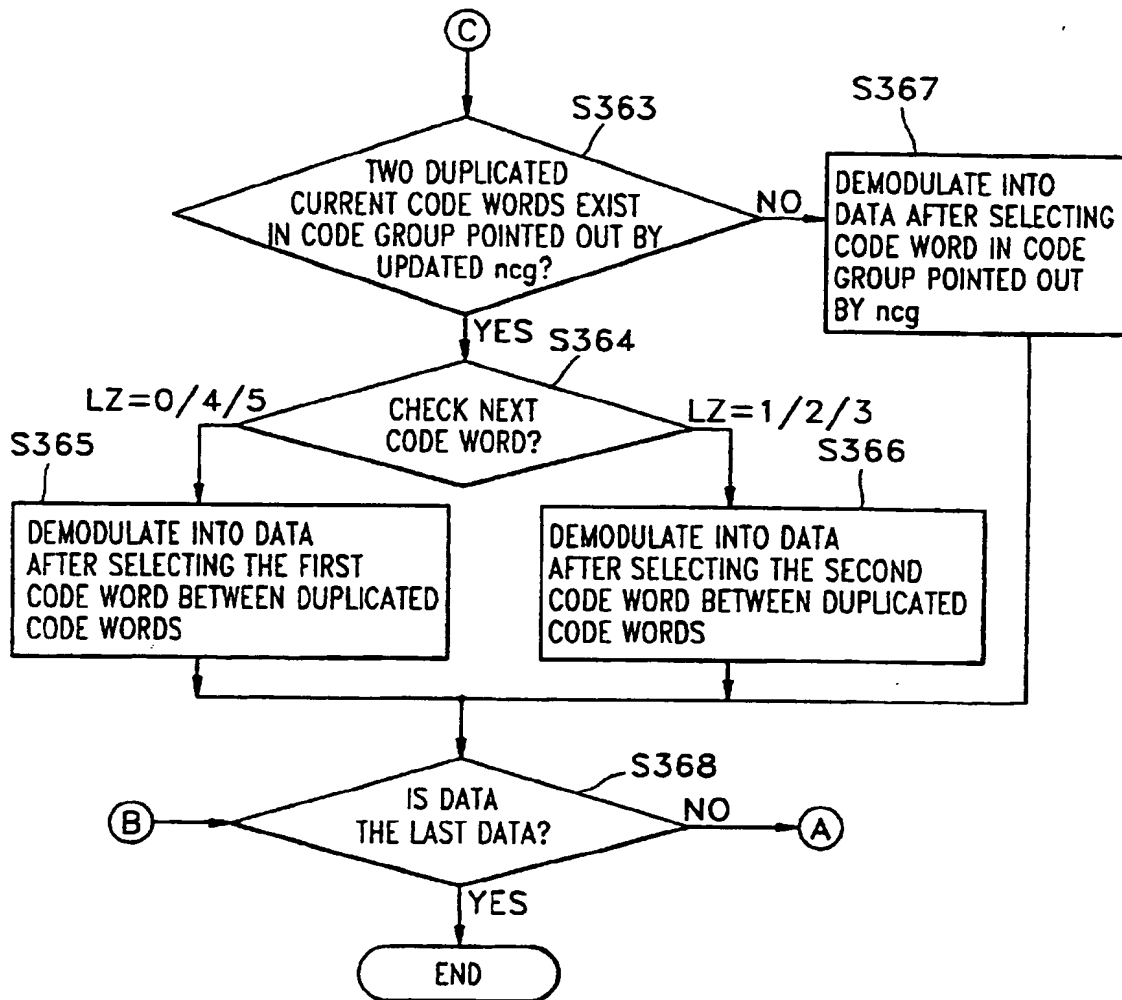 C
S363
S367
TWO DUPLICATED
CURRENT CODE WORDS EXIST
IN CODE GROUP POINTED OUT BY
UPDATED ncg?
NO
DEMODULATE INTO
DATA AFTER SELECTING
CODE WORD IN CODE
GROUP POINTED OUT
BY ncg
YES
S364
LZ=0/4/5
CHECK NEXT
CODE WORD?
LZ=1/2/3
S365
S366
DEMODULATE INTO DATA
AFTER SELECTING THE FIRST
CODE WORD BETWEEN DUPLICATED
CODE WORDS
DEMODULATE INTO DATA
AFTER SELECTING THE SECOND
CODE WORD BETWEEN DUPLICATED
CODE WORDS
S368
B
IS DATA
THE LAST DATA?
NO
A
YES
END